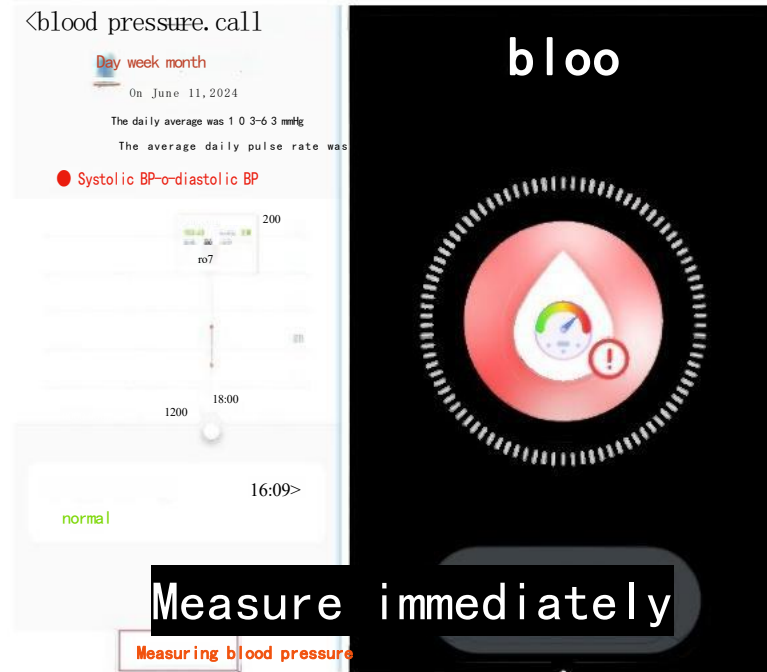 <blood pressure.call
Day week month
On June 11,2024
The daily average was 1 0 3-6 3 mmHg
The average daily pulse rate was
Systolic BP-o-diastolic BP
200
ro7
18:00
1200
16:09>
normal
Measuring blood pressure
bloo
Measure immediately